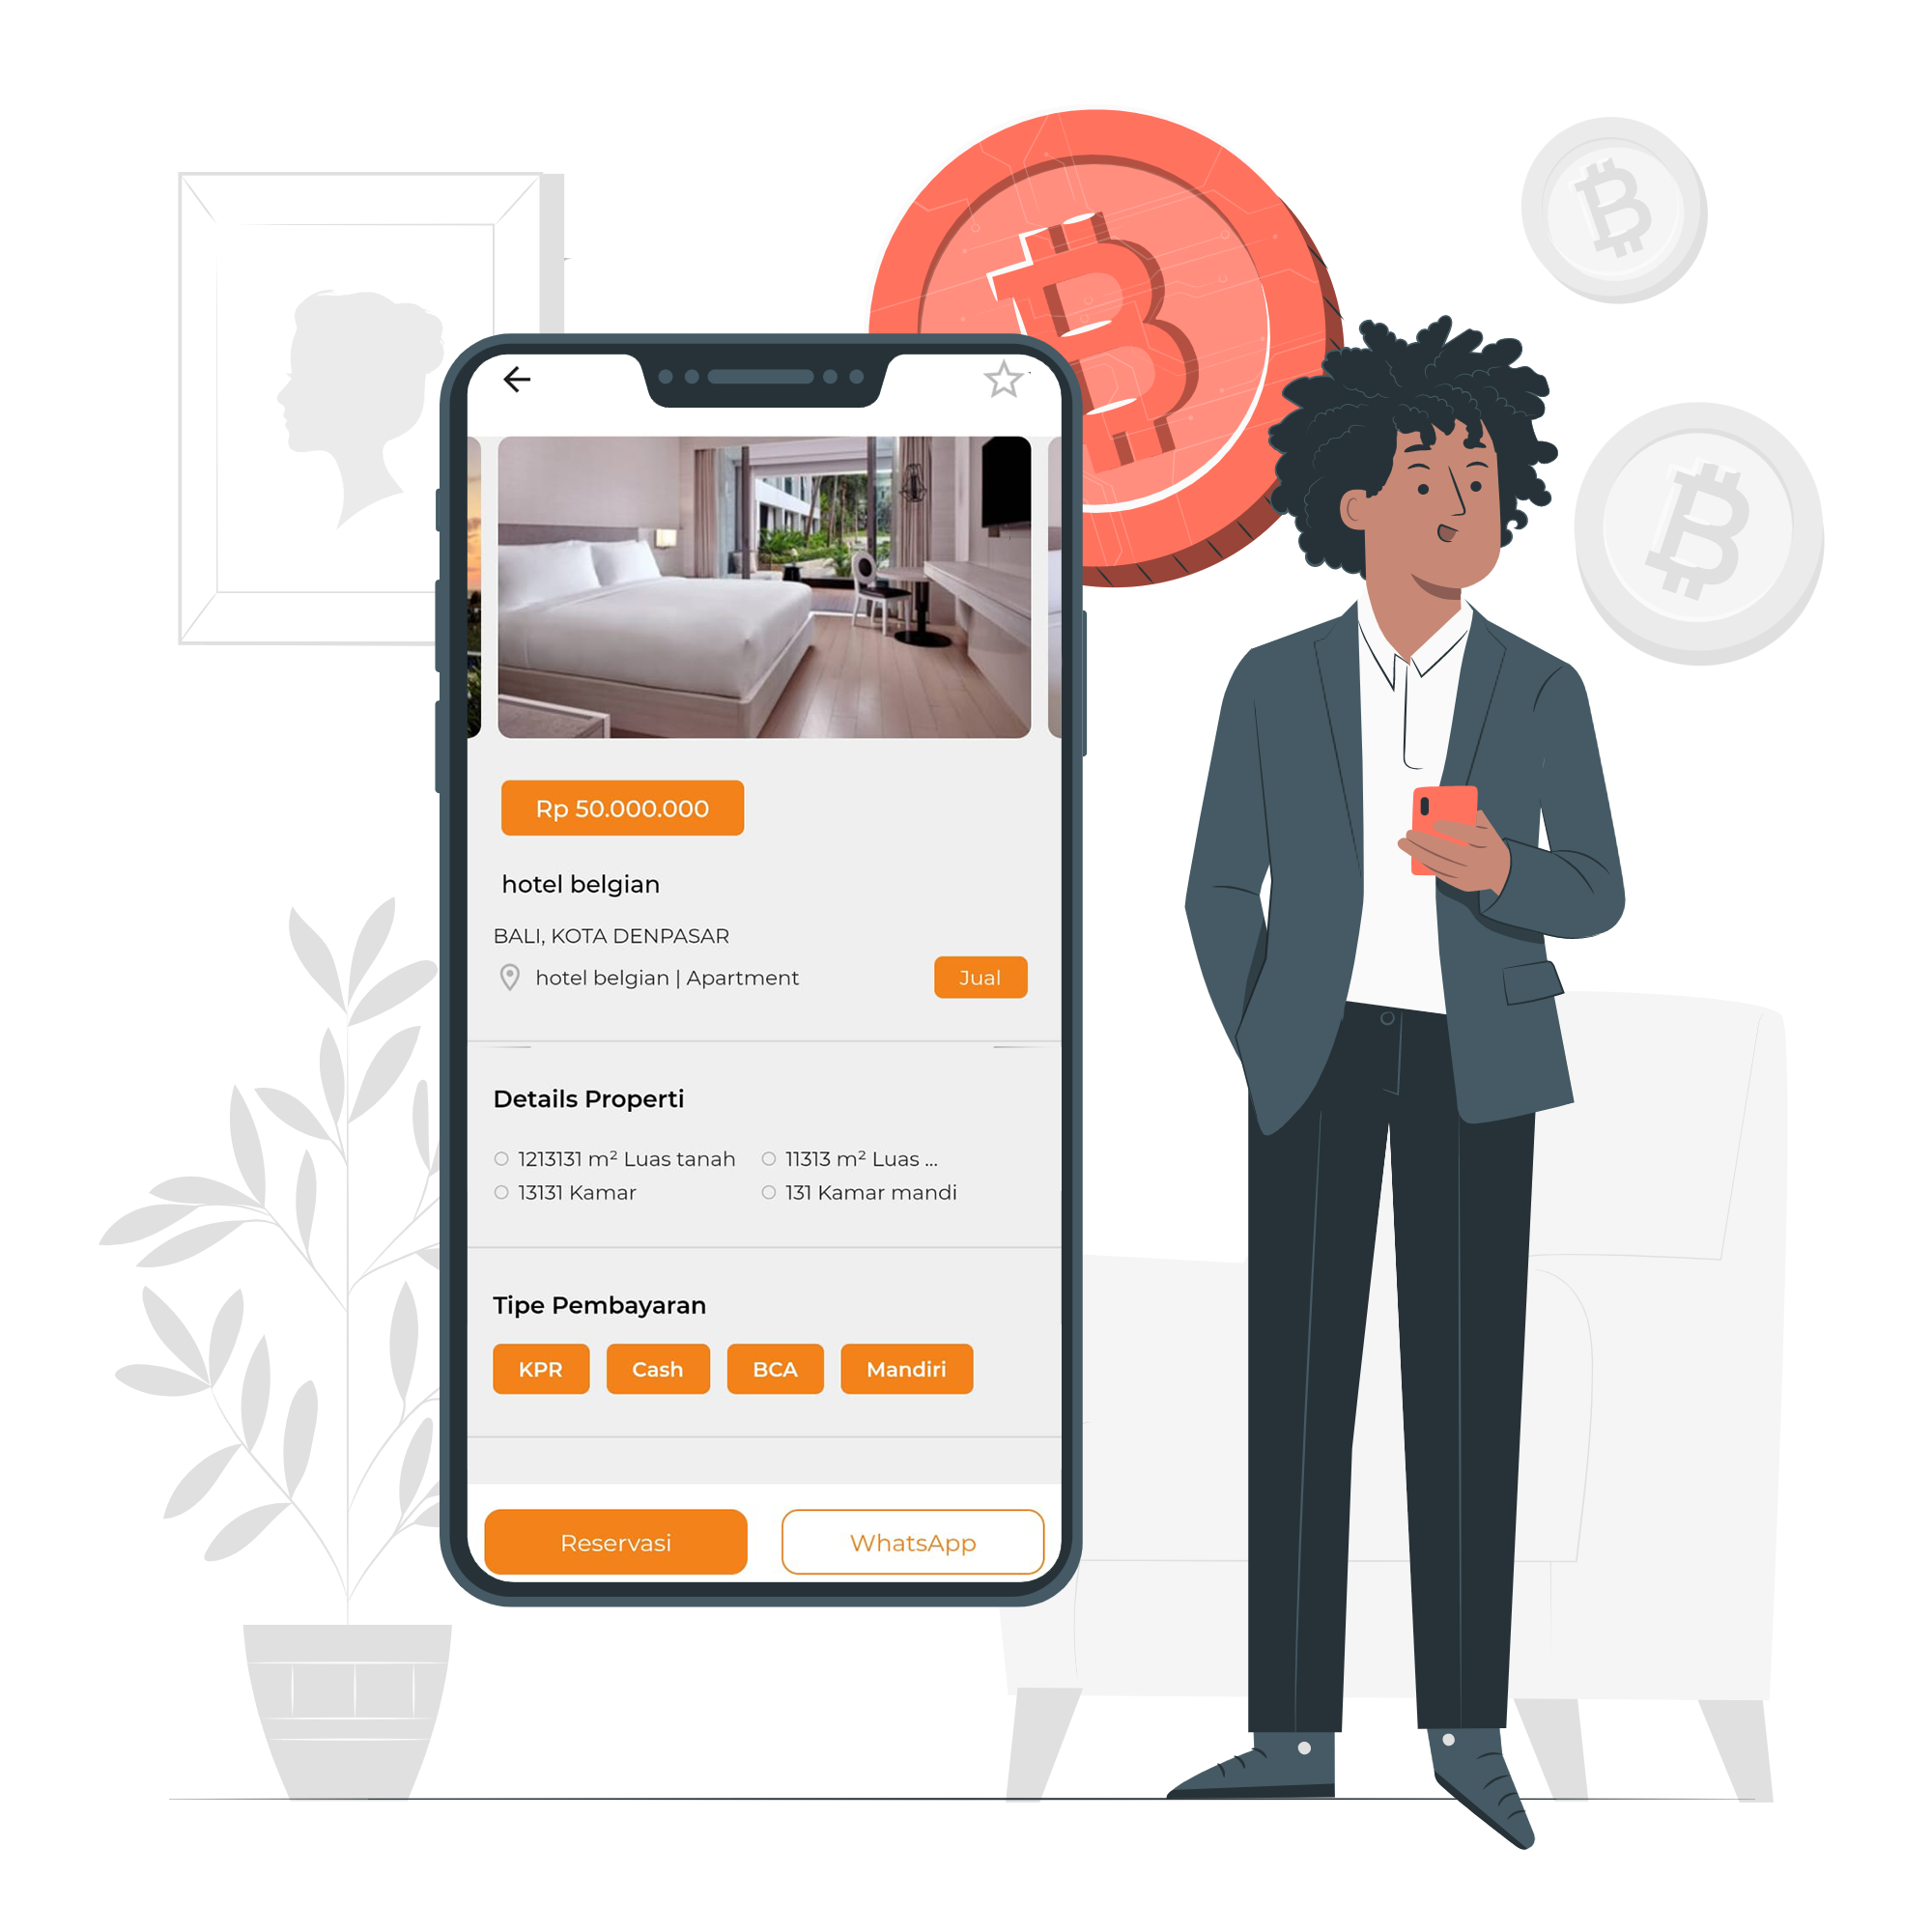 Rp 50.000.000
hotel belgian
BALI, KOTA DENPASAR
hotel belgian | Apartment
Jual
Details Properti
1213131 m² Luas tanah
11313 m² Luas ...
13131 Kamar
131 Kamar mandi
Tipe Pembayaran
KPR Cash BCA Mandiri
Reservasi WhatsApp